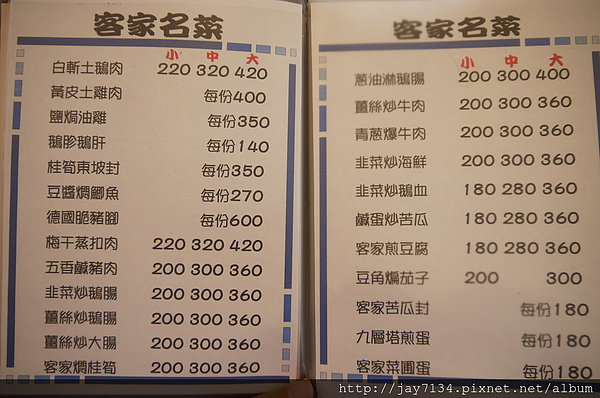 客家名菜
小 中 大
白斬土鵝肉 220 320 420
黃皮土雞肉 每份400
鹽焗油雞 每份350
鵝胗鵝肝 每份140
桂筍東坡封 每份350
豆醬燜鯽魚 每份270
德國脆豬腳 每份600
梅干蒸扣肉 220 320 420
五香鹹豬肉 200 300 360
韭菜炒鵝腸 200 300 360
薑絲炒鵝腸 200 300 360
薑絲炒大腸 200 300 360
客家燜桂筍 200 300 360
客家名菜
小 中 大
蔥油淋鵝腸 200 300 400
薑絲炒牛肉 200 300 360
青蔥爆牛肉 200 300 360
韭菜炒海鮮 200 300 360
韭菜炒鵝血 180 280 360
鹹蛋炒苦瓜 180 280 360
客家煎豆腐 180 280 360
豆角焗茄子 200 300
客家苦瓜封 每份180
九層塔煎蛋 每份180
客家菜圃蛋 每份180
http://jay7134.pixnet.net/album